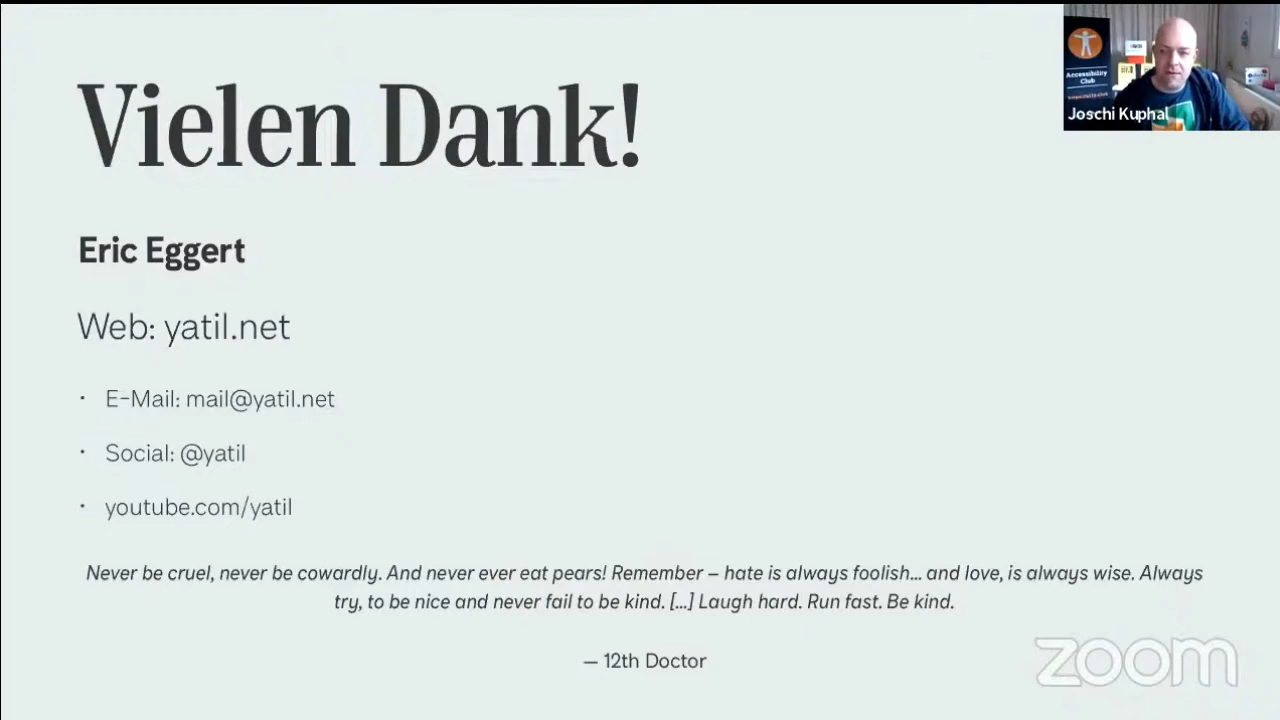 Vielen Dank!
Accessibility
Club
Joschi Kuphal
Eric Eggert
Web: yatil.net
• E-Mail: mail@yatil.net
• Social: @yatil
• youtube.com/yatil
Never be cruel, never be cowardly. And never ever eat pears! Remember – hate is always foolish... and love, is always wise. Always
try, to be nice and never fail to be kind. [...] Laugh hard. Run fast. Be kind.
— 12th Doctor
zoom